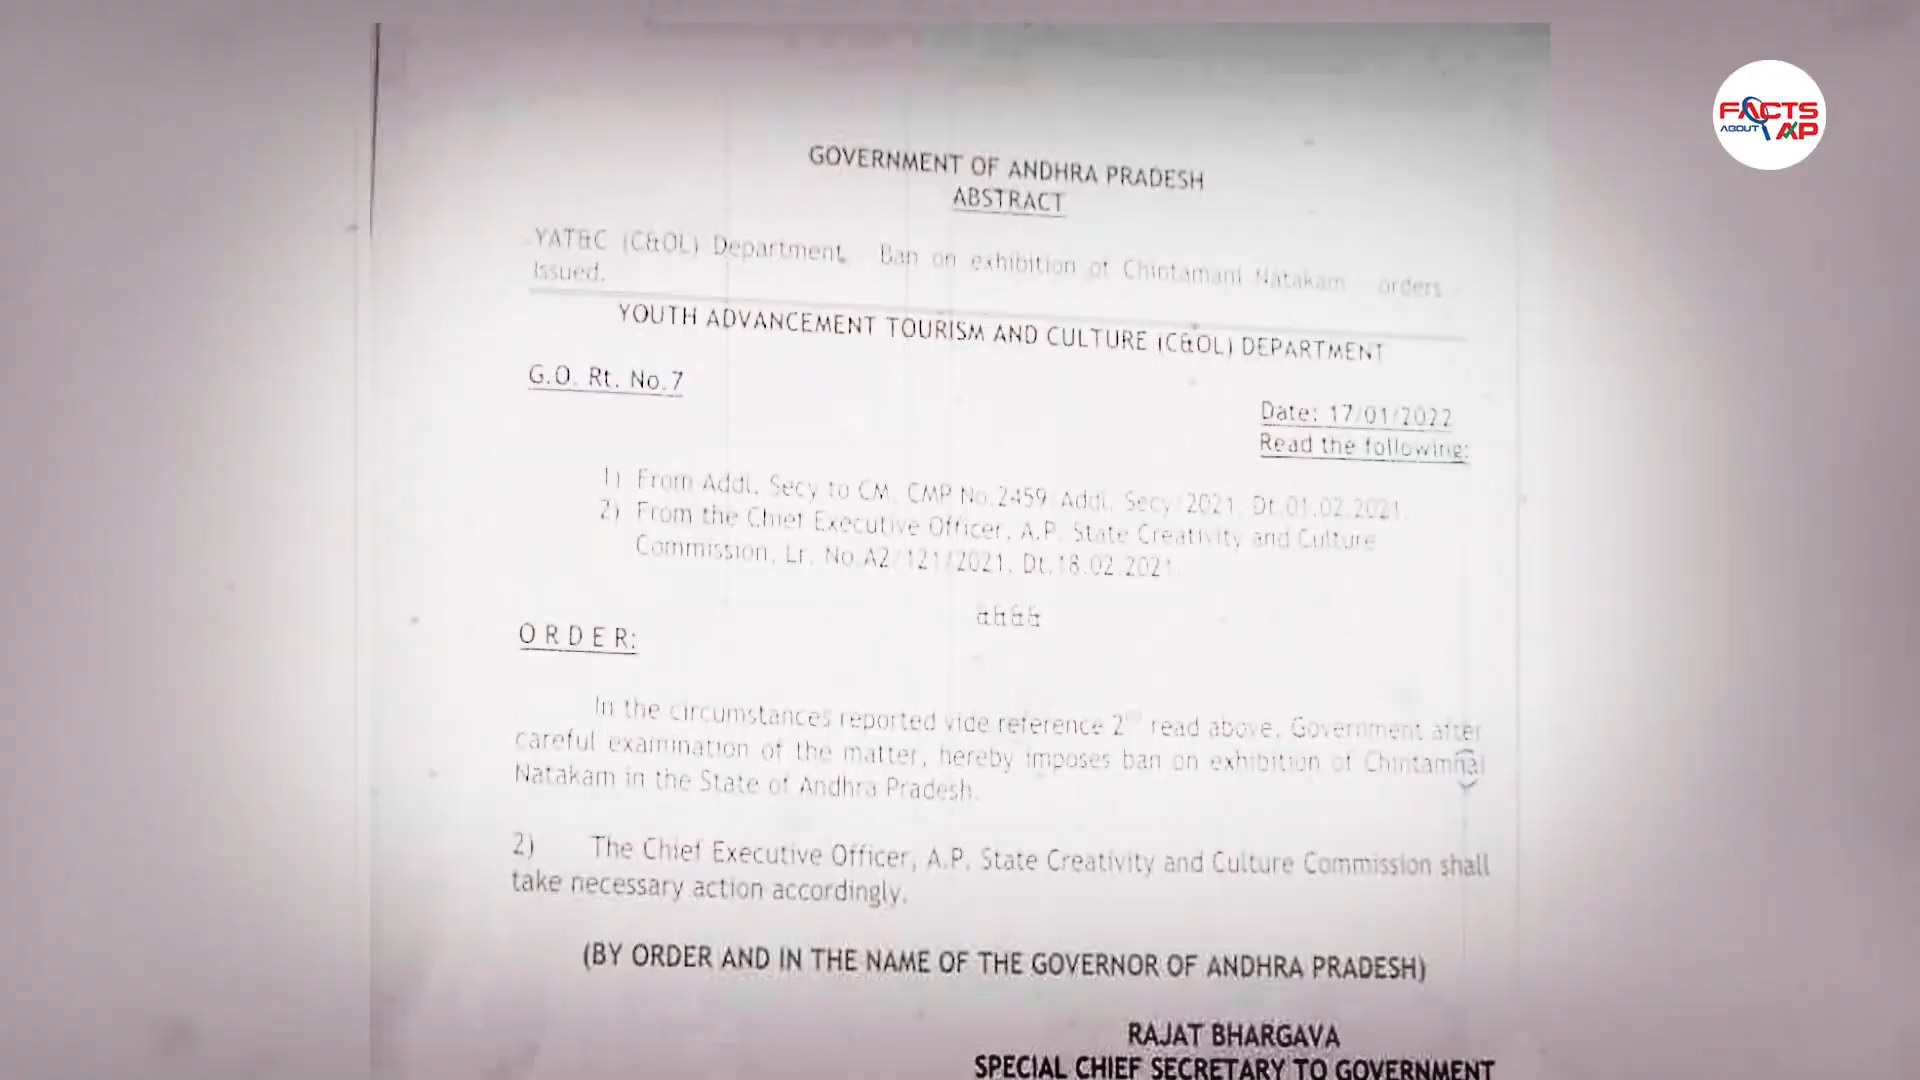 FACTS
ABOUT AP
GOVERNMENT OF ANDHRA PRADESH
ABSTRACT
YAT&C (C&OL) Department Ban on exhibition of Chintamani Natakam orders
Issued.
YOUTH ADVANCEMENT TOURISM AND CULTURE (C&OL) DEPARTMENT
G.O. Rt. No.7
Date: 17/01/2022
Read the following:
1) From Addl. Secy to CM, CMP No.2459/Addl. Secy/2021, Dt.01.02.2021.
2) From the Chief Executive Officer, A.P. State Creativity and Culture
Commission, Lr. No.A2/121/2021, Dt.18.02.2021.
&&&&
O R D E R:
In the circumstances reported vide reference 2nd read above, Government after
careful examination of the matter, hereby imposes ban on exhibition of Chintamnai
Natakam in the State of Andhra Pradesh.
2) The Chief Executive Officer, A.P. State Creativity and Culture Commission shall
take necessary action accordingly.
(BY ORDER AND IN THE NAME OF THE GOVERNOR OF ANDHRA PRADESH)
RAJAT BHARGAVA
SPECIAL CHIEF SECRETARY TO GOVERNMENT